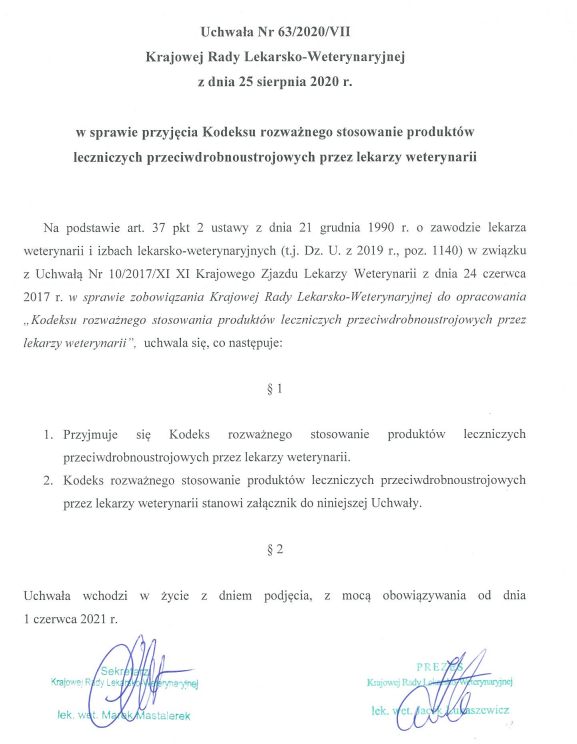 Uchwała Nr 63/2020/VII
Krajowej Rady Lekarsko-Weterynaryjnej
z dnia 25 sierpnia 2020 r.
w sprawie przyjęcia Kodeksu rozważnego stosowanie produktów
leczniczych przeciwdrobnoustrojowych przez lekarzy weterynarii
Na podstawie art. 37 pkt 2 ustawy z dnia 21 grudnia 1990 r. o zawodzie lekarza
weterynarii i izbach lekarsko-weterynaryjnych (t.j. Dz. U. z 2019 r., poz. 1140) w związku
z Uchwałą Nr 10/2017/XI XI Krajowego Zjazdu Lekarzy Weterynarii z dnia 24 czerwca
2017 r. w sprawie zobowiązania Krajowej Rady Lekarsko-Weterynaryjnej do opracowania
„Kodeksu rozważnego stosowania produktów leczniczych przeciwdrobnoustrojowych przez
lekarzy weterynarii”, uchwala się, co następuje:
§ 1
1. Przyjmuje się Kodeks rozważnego stosowanie produktów leczniczych
przeciwdrobnoustrojowych przez lekarzy weterynarii.
2. Kodeks rozważnego stosowanie produktów leczniczych przeciwdrobnoustrojowych
przez lekarzy weterynarii stanowi załącznik do niniejszej Uchwały.
§ 2
Uchwała wchodzi w życie z dniem podjęcia, z mocą obowiązywania od dnia
1 czerwca 2021 r.
Sekretarz
Krajowej Rady Lekarsko-Weterynaryjnej
lek. wet. Marek Mastalerek
PREZES
Krajowej Rady Lekarsko-Weterynaryjnej
lek. wet. Jacek Łukaszewicz